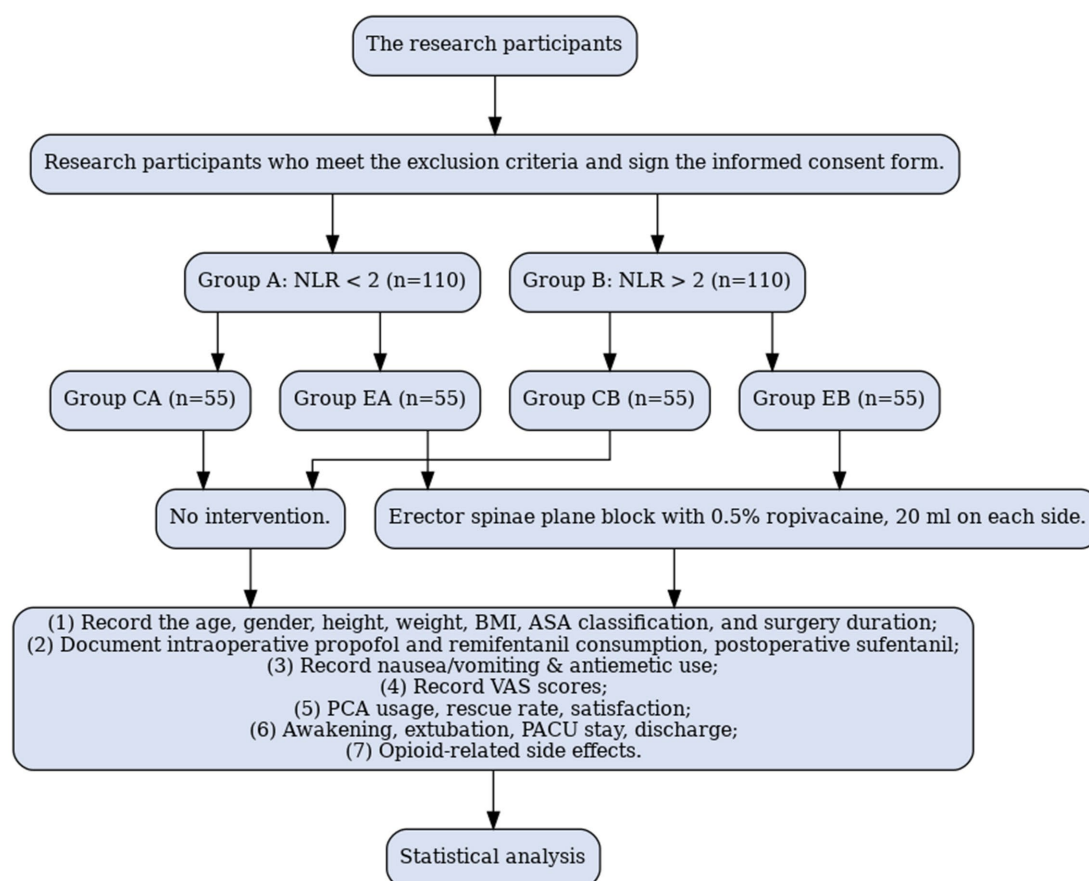 The research participants
Research participants who meet the exclusion criteria and sign the informed consent form.
Group A: NLR < 2 (n=110)
Group B: NLR > 2 (n=110)
Group CA (n=55)
Group EA (n=55)
Group CB (n=55)
Group EB (n=55)
No intervention.
Erector spinae plane block with 0.5% ropivacaine, 20 ml on each side.
(1) Record the age, gender, height, weight, BMI, ASA classification, and surgery duration;
(2) Document intraoperative propofol and remifentanil consumption, postoperative sufentanil;
(3) Record nausea/vomiting & antiemetic use;
(4) Record VAS scores;
(5) PCA usage, rescue rate, satisfaction;
(6) Awakening, extubation, PACU stay, discharge;
(7) Opioid-related side effects.
Statistical analysis